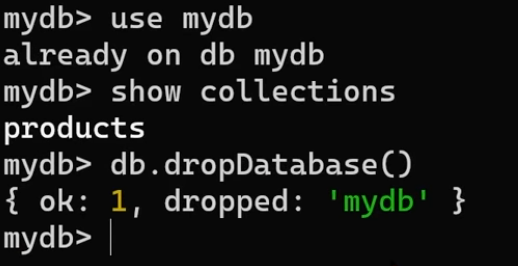 mydb> use mydb
already on db mydb
mydb> show collections
products
mydb> db.dropDatabase()
{ ok: 1, dropped: 'mydb' }
mydb>